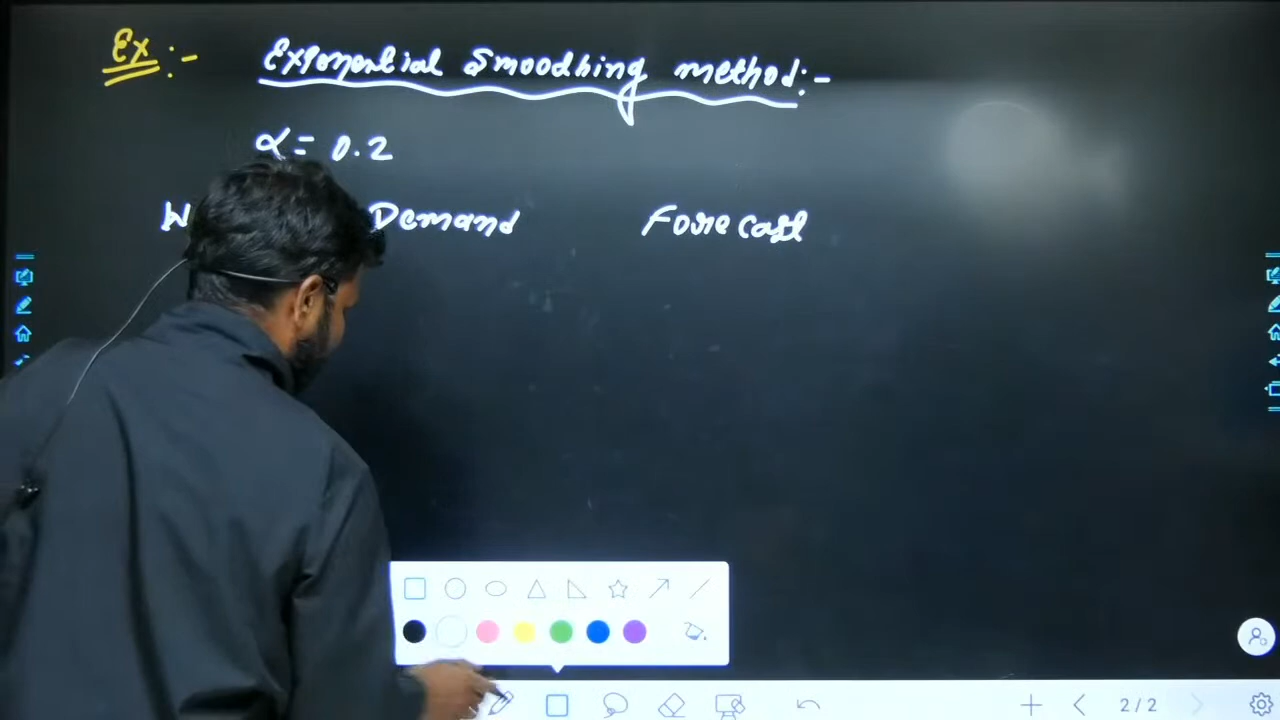 Ex :-
Exponential Smoothing method :-
α = 0.2
Demand Forecast
2/2